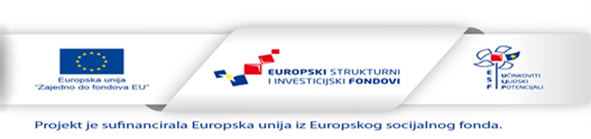 Europska unija
"Zajedno do fondova EU"
EUROPSKI STRUKTURNI
I INVESTICIJSKI FONDOVI
ESF
UČINKOVITI
LJUDSKI
POTENCIJALI
Projekt je sufinancirala Europska unija iz Europskog socijalnog fonda.